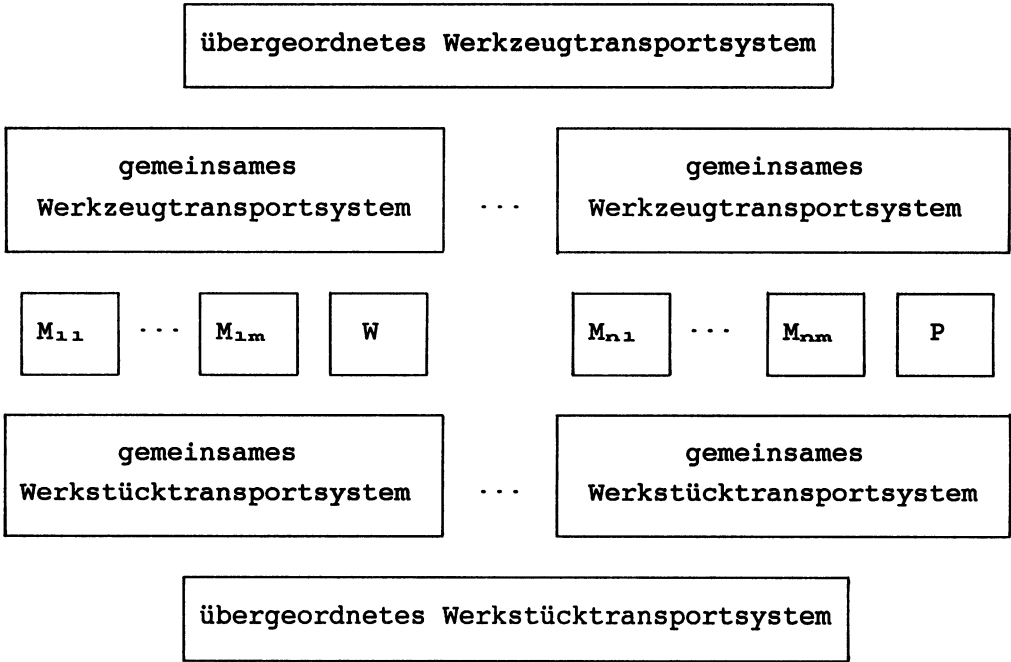 übergeordnetes Werkzeugtransportsystem
gemeinsames gemeinsames
Werkzeugtransportsystem ... Werkzeugtransportsystem
M₁₁ ... M₁ₘ W Mₙ₁ ... Mₙₘ P
gemeinsames gemeinsames
Werkstücktransportsystem ... Werkstücktransportsystem
übergeordnetes Werkstücktransportsystem